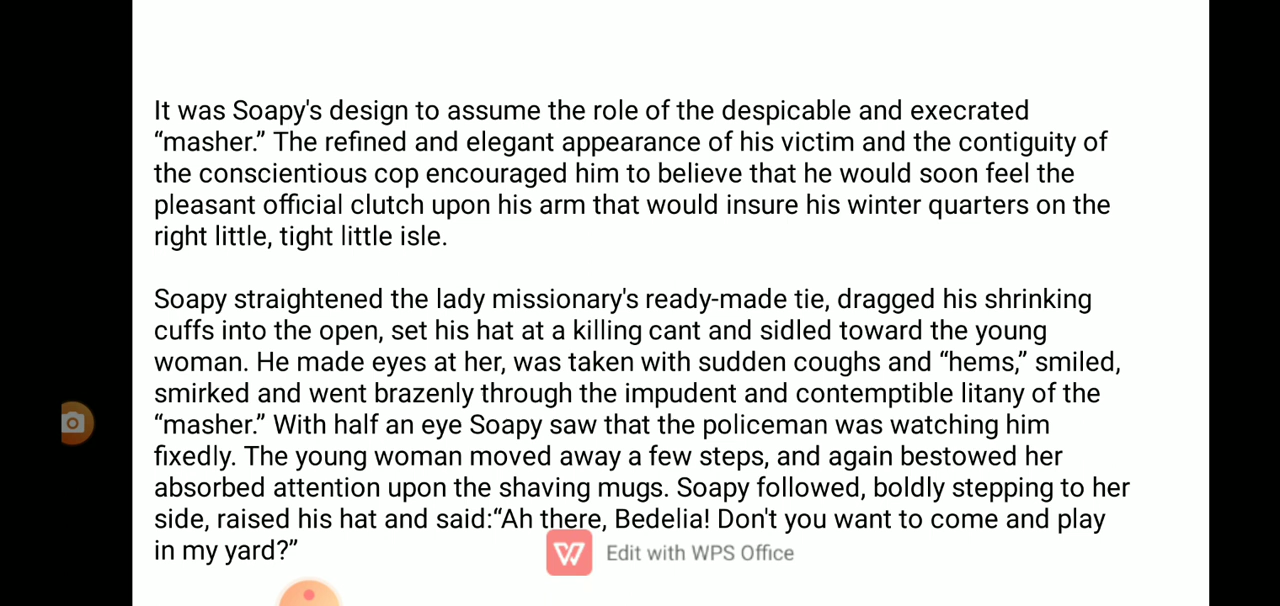 It was Soapy's design to assume the role of the despicable and execrated
“masher.” The refined and elegant appearance of his victim and the contiguity of
the conscientious cop encouraged him to believe that he would soon feel the
pleasant official clutch upon his arm that would insure his winter quarters on the
right little, tight little isle.
Soapy straightened the lady missionary's ready-made tie, dragged his shrinking
cuffs into the open, set his hat at a killing cant and sidled toward the young
woman. He made eyes at her, was taken with sudden coughs and “hems,” smiled,
smirked and went brazenly through the impudent and contemptible litany of the
“masher.” With half an eye Soapy saw that the policeman was watching him
fixedly. The young woman moved away a few steps, and again bestowed her
absorbed attention upon the shaving mugs. Soapy followed, boldly stepping to her
side, raised his hat and said:“Ah there, Bedelia! Don't you want to come and play
in my yard?”
Edit with WPS Office